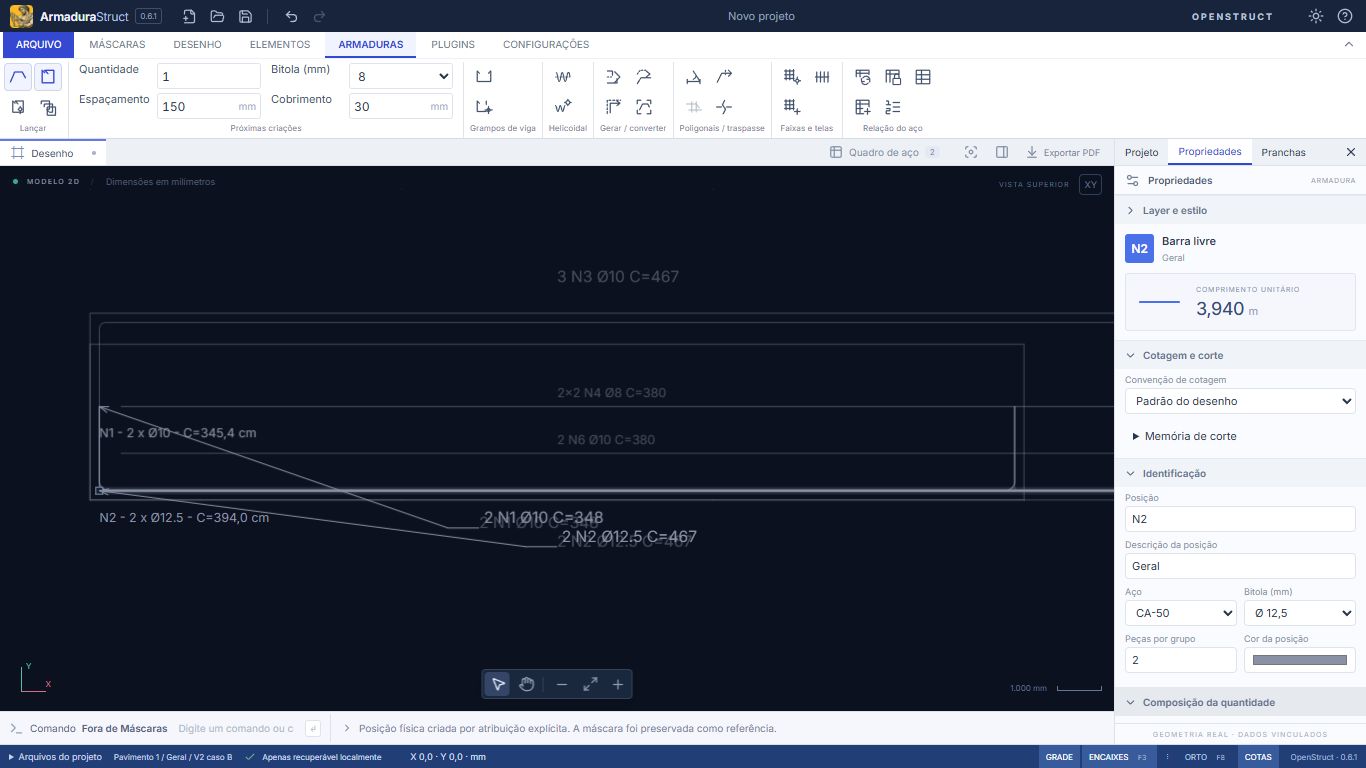 ArmaduraStruct 0.6.1 Novo projeto OPENSTRUCT
ARQUIVO MÁSCARAS DESENHO ELEMENTOS ARMADURAS PLUGINS CONFIGURAÇÕES
Quantidade 1 Bitola (mm) 8
Espaçamento 150 mm Cobrimento 30 mm
Lançar Próximas criações Grampos de viga Helicoidal Gerar / converter Poligonais / traspasse Faixas e telas Relação do aço
Desenho Quadro de aço 2 Exportar PDF
MODELO 2D / Dimensões em milímetros VISTA SUPERIOR XY
3 N3 Ø10 C=467
2×2 N4 Ø8 C=380
N1 - 2 x Ø10 - C=345,4 cm
2 N6 Ø10 C=380
N2 - 2 x Ø12.5 - C=394,0 cm
2 N1 Ø10 C=348
2 N1 Ø10 C=348
2 N2 Ø12.5 C=467
2 N2 Ø12.5 C=467
Y
X
1.000 mm
Comando Fora de Máscaras Digite um comando ou c
Posição física criada por atribuição explícita. A máscara foi preservada como referência.
Projeto Propriedades Pranchas
Propriedades ARMADURA
Layer e estilo
N2 Barra livre
Geral
COMPRIMENTO UNITÁRIO
3,940 m
Cotagem e corte
Convenção de cotagem
Padrão do desenho
Memória de corte
Identificação
Posição
N2
Descrição da posição
Geral
Aço Bitola (mm)
CA-50 Ø 12,5
Peças por grupo Cor da posição
2
Composição da quantidade
GEOMETRIA REAL · DADOS VINCULADOS
Arquivos do projeto Pavimento 1 / Geral / V2 caso B Apenas recuperável localmente X 0,0 · Y 0,0 · mm GRADE ENCAIXES F3 ORTO F8 COTAS OpenStruct · 0.6.1